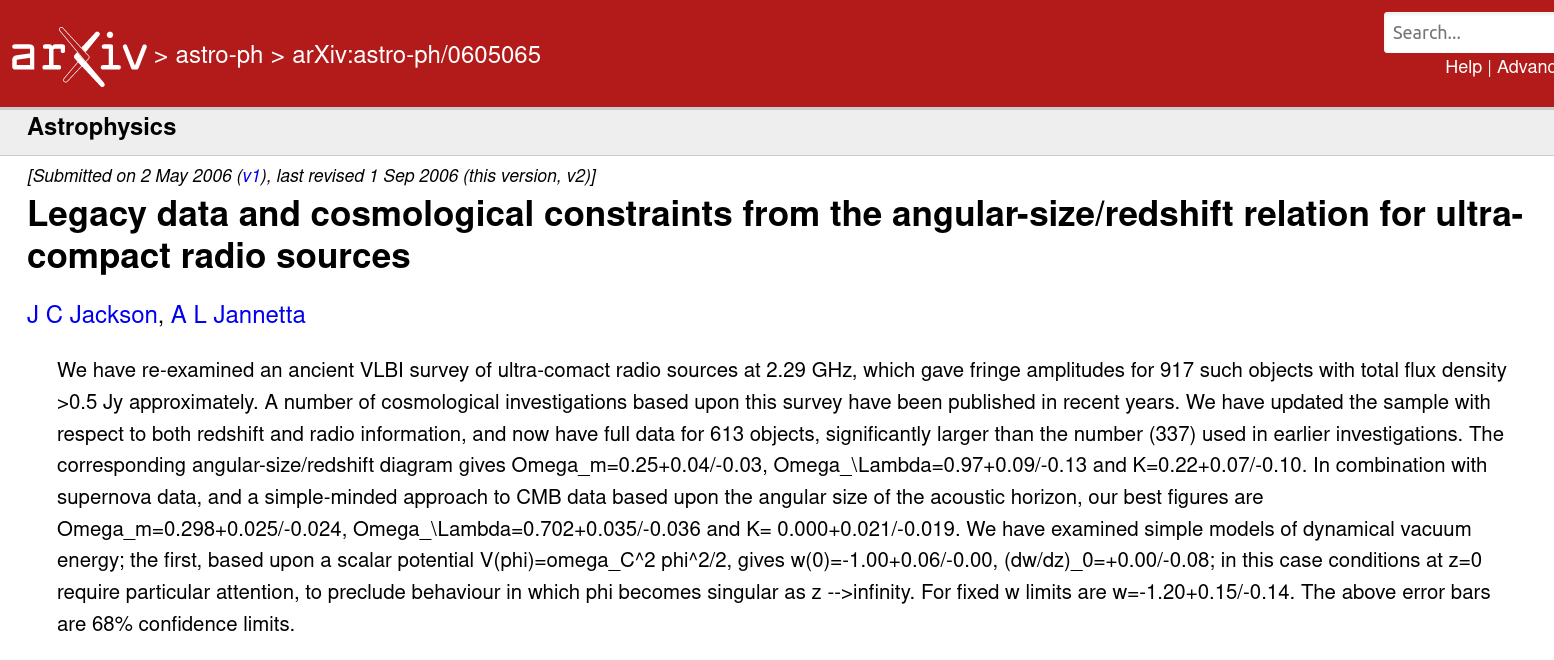 arXiv > astro-ph > arXiv:astro-ph/0605065
Search...
Help | Advanc
Astrophysics
[Submitted on 2 May 2006 (v1), last revised 1 Sep 2006 (this version, v2)]
Legacy data and cosmological constraints from the angular-size/redshift relation for ultra-
compact radio sources
J C Jackson, A L Jannetta
We have re-examined an ancient VLBI survey of ultra-comact radio sources at 2.29 GHz, which gave fringe amplitudes for 917 such objects with total flux density
>0.5 Jy approximately. A number of cosmological investigations based upon this survey have been published in recent years. We have updated the sample with
respect to both redshift and radio information, and now have full data for 613 objects, significantly larger than the number (337) used in earlier investigations. The
corresponding angular-size/redshift diagram gives Omega_m=0.25+0.04/-0.03, Omega_\Lambda=0.97+0.09/-0.13 and K=0.22+0.07/-0.10. In combination with
supernova data, and a simple-minded approach to CMB data based upon the angular size of the acoustic horizon, our best figures are
Omega_m=0.298+0.025/-0.024, Omega_\Lambda=0.702+0.035/-0.036 and K= 0.000+0.021/-0.019. We have examined simple models of dynamical vacuum
energy; the first, based upon a scalar potential V(phi)=omega_C^2 phi^2/2, gives w(0)=-1.00+0.06/-0.00, (dw/dz)_0=+0.00/-0.08; in this case conditions at z=0
require particular attention, to preclude behaviour in which phi becomes singular as z -->infinity. For fixed w limits are w=-1.20+0.15/-0.14. The above error bars
are 68% confidence limits.